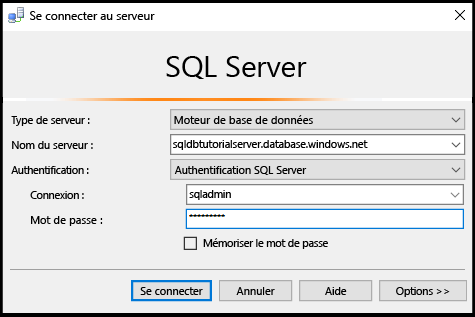 Se connecter au serveur
SQL Server
Type de serveur : Moteur de base de données
Nom du serveur : sqldbtutorialserver.database.windows.net
Authentification : Authentification SQL Server
Connexion : sqladmin
Mot de passe : *********
Mémoriser le mot de passe
Se connecter Annuler Aide Options >>